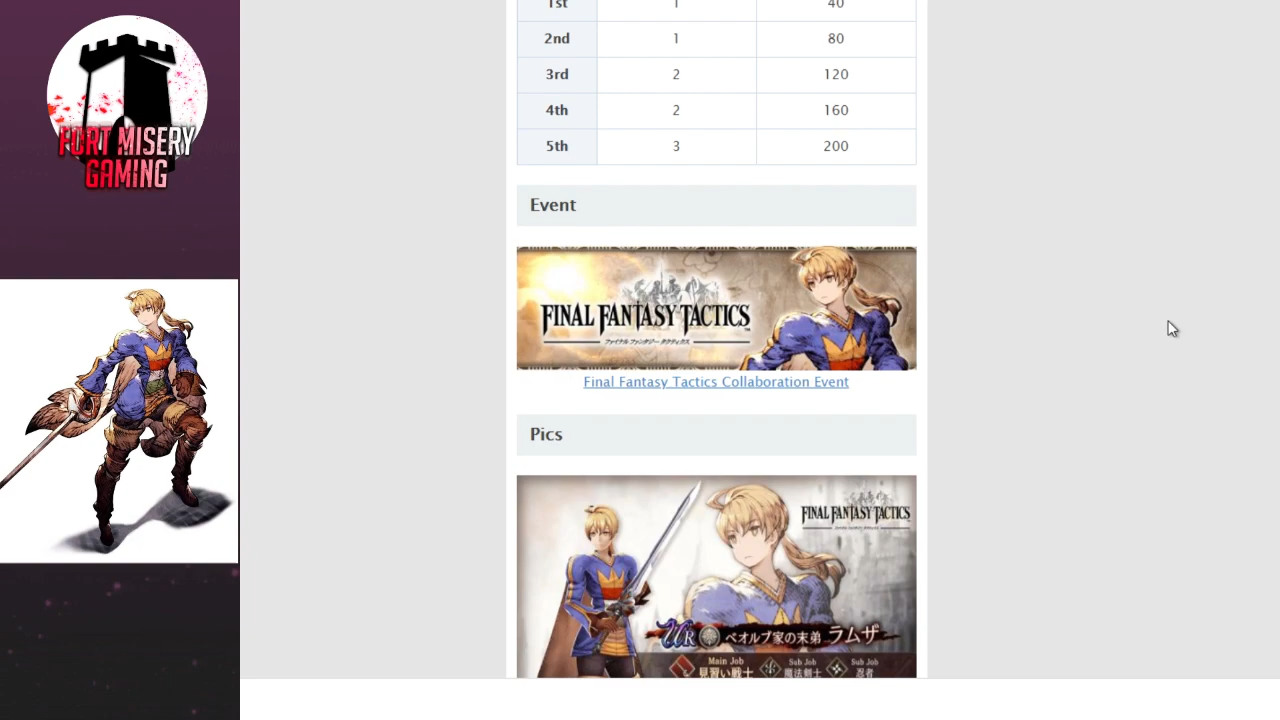 FORT MISERY
GAMING
1st 1 40
2nd 1 80
3rd 2 120
4th 2 160
5th 3 200
Event
FINAL FANTASY TACTICS
ファイナルファンタジー タクティクス
Final Fantasy Tactics Collaboration Event
Pics
FINAL FANTASY TACTICS
UR ベオルブ家の末弟 ラムザ
Main Job Sub Job Sub Job
見習い戦士 魔法剣士 忍者